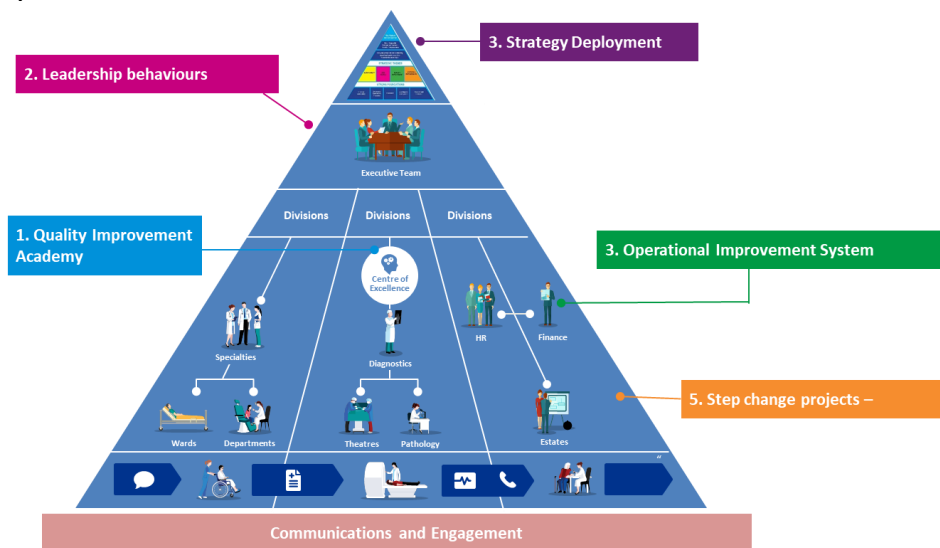 3. Strategy Deployment
2. Leadership behaviours
Executive Team
Divisions Divisions Divisions
1. Quality Improvement
Academy
3. Operational Improvement System
Centre of
Excellence
HR
Finance
Specialties
Diagnostics
5. Step change projects –
Wards
Departments
Theatres
Pathology
Estates
“
Communications and Engagement